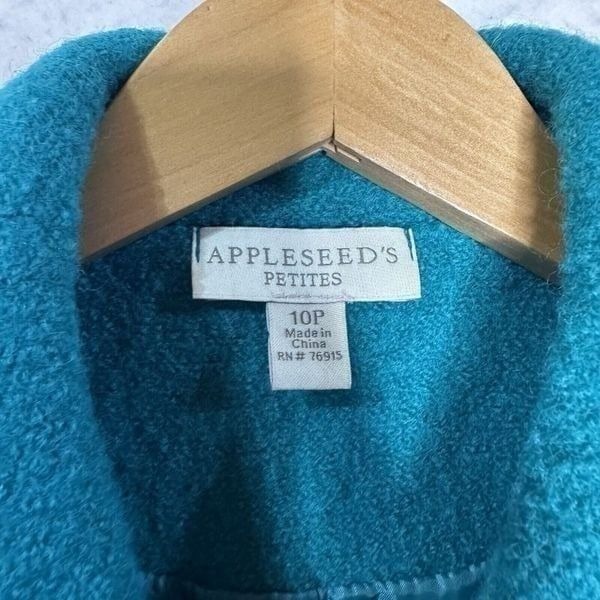 APPLESEED'S
PETITES
10P
Made in
China
RN# 76915